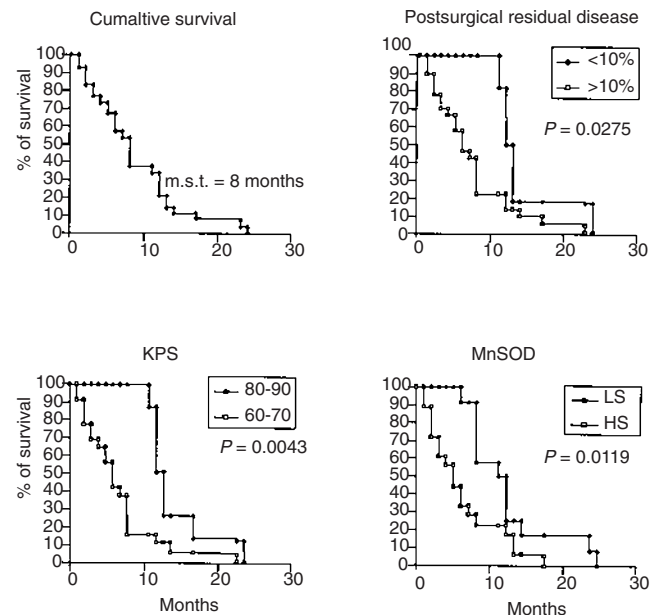 Cumaltive survival
100
90
80
70
60
50
40
30
20
10
0
% of survival
m.s.t. = 8 months
0 10 20 30
Postsurgical residual disease
100
90
80
70
60
50
40
30
20
10
0
<10%
>10%
P = 0.0275
0 10 20 30
KPS
100
90
80
70
60
50
40
30
20
10
0
% of survival
80-90
60-70
P = 0.0043
0 10 20 30
Months
MnSOD
100
90
80
70
60
50
40
30
20
10
0
LS
HS
P = 0.0119
0 10 20 30
Months